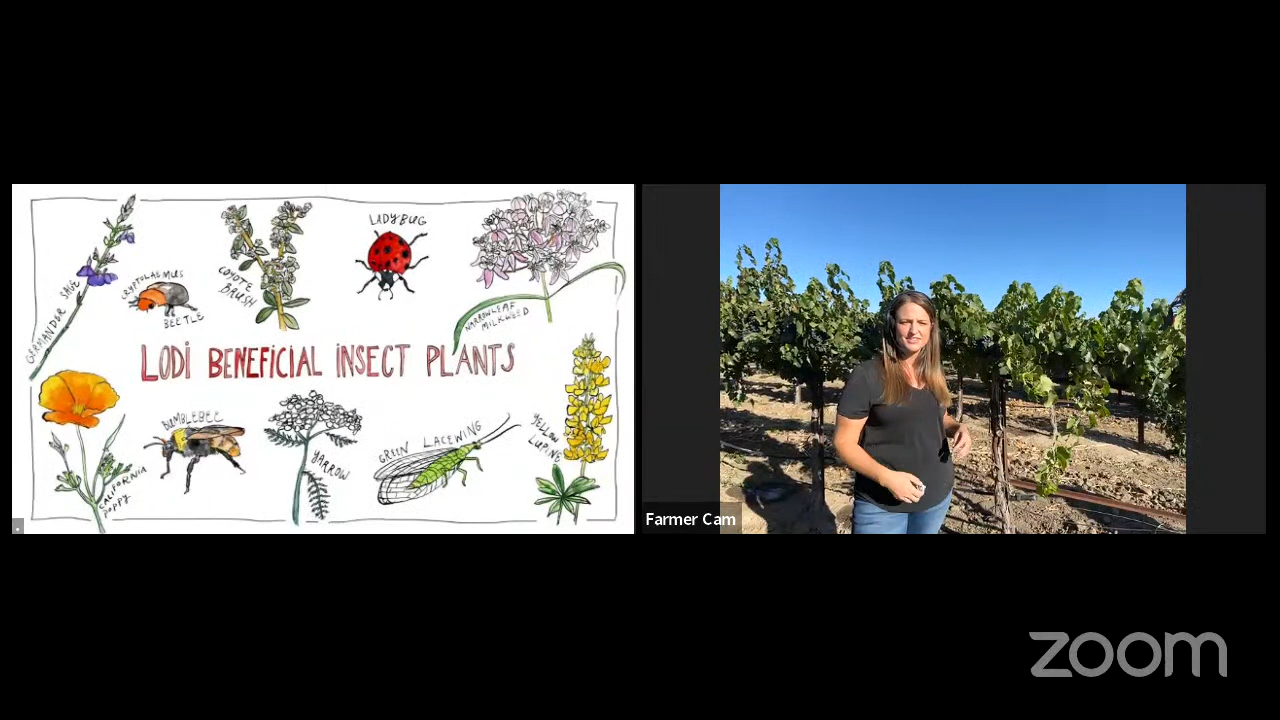 LADYBUG
GERMANDER SAGE
CRYPTOLAEMUS
BEETLE
COYOTE
BRUSH
NARROWLEAF
MILKWEED
LODI BENEFICIAL INSECT PLANTS
CALIFORNIA
POPPY
BUMBLEBEE
YARROW
GREEN LACEWING
YELLOW
LUPINE
Farmer Cam
zoom